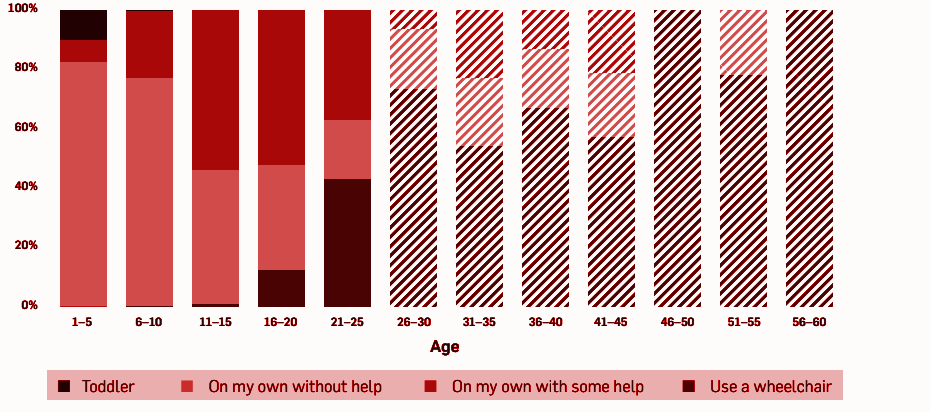 100%
80%
60%
40%
20%
0%
1–5 6–10 11–15 16–20 21–25 26–30 31–35 36–40 41–45 46–50 51–55 56–60
Age
Toddler On my own without help On my own with some help Use a wheelchair